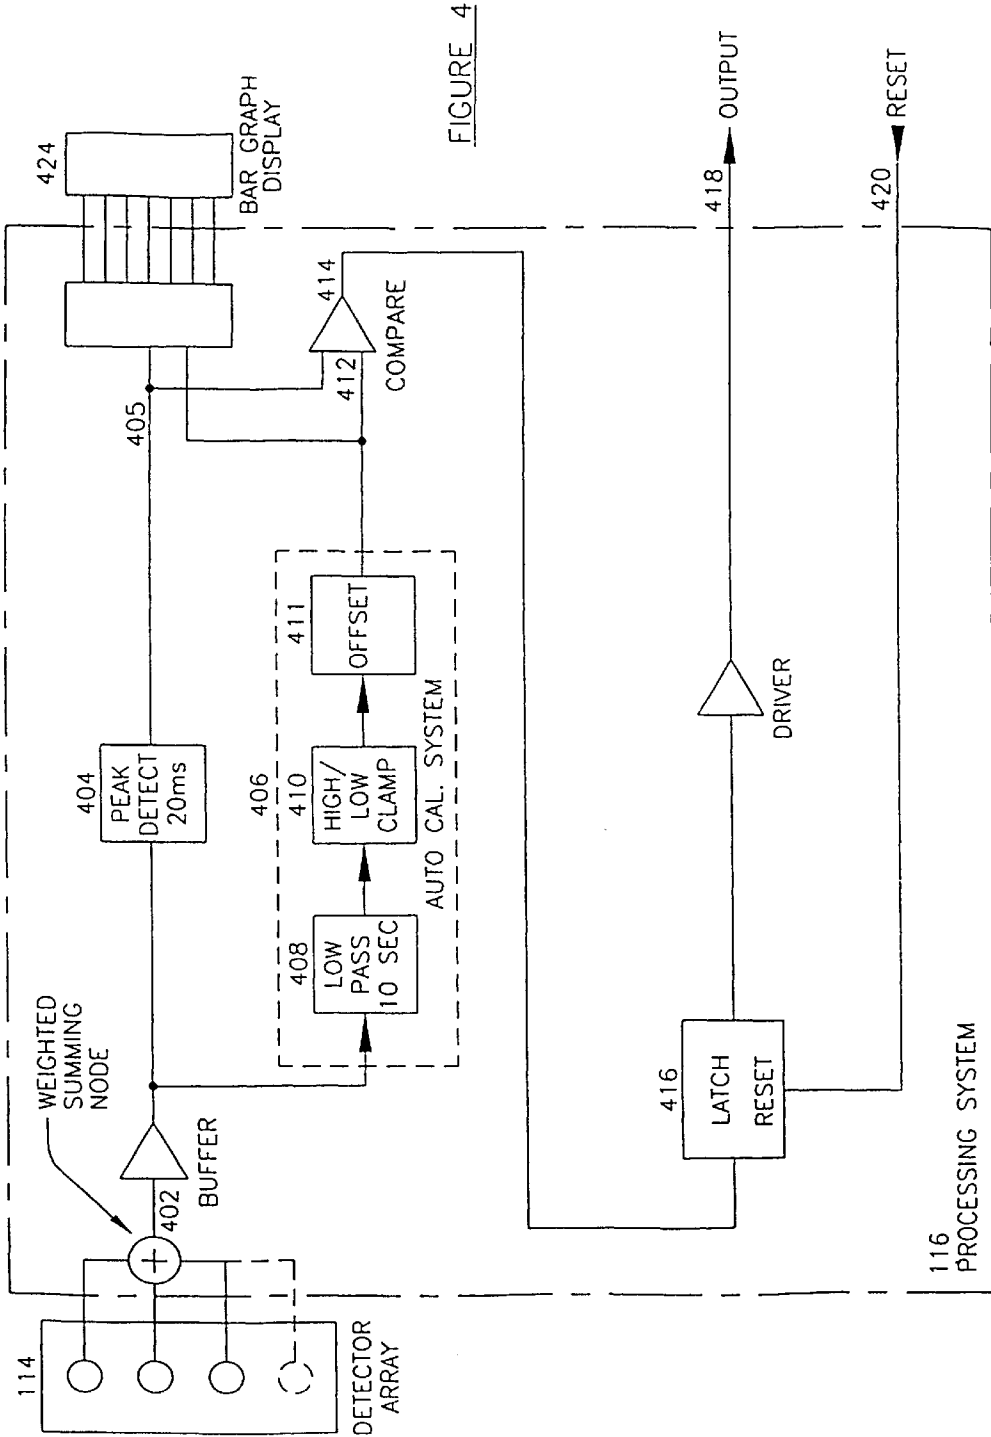 114
DETECTOR
ARRAY
WEIGHTED
SUMMING
NODE
402
BUFFER
404
PEAK
DETECT
20ms
405
424
BAR GRAPH
DISPLAY
406
408
LOW
PASS
10 SEC
410
HIGH/
LOW
CLAMP
411
OFFSET
AUTO CAL. SYSTEM
412
414
COMPARE
416
LATCH
RESET
DRIVER
418
OUTPUT
420
RESET
116
PROCESSING SYSTEM
FIGURE 4